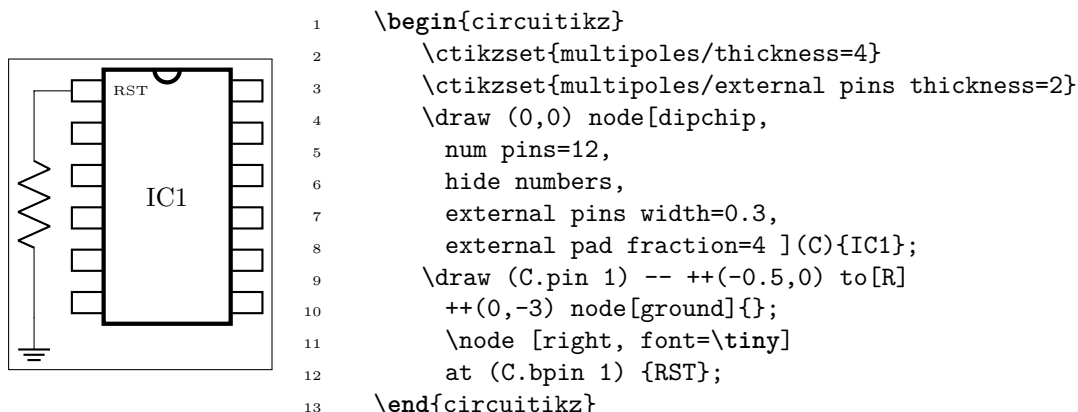 RST
IC1
1 \begin{circuitikz}
2 \ctikzset{multipoles/thickness=4}
3 \ctikzset{multipoles/external pins thickness=2}
4 \draw (0,0) node[dipchip,
5 num pins=12,
6 hide numbers,
7 external pins width=0.3,
8 external pad fraction=4 ](C){IC1};
9 \draw (C.pin 1) -- ++(-0.5,0) to[R]
10 ++(0,-3) node[ground]{};
11 \node [right, font=\tiny]
12 at (C.bpin 1) {RST};
13 \end{circuitikz}